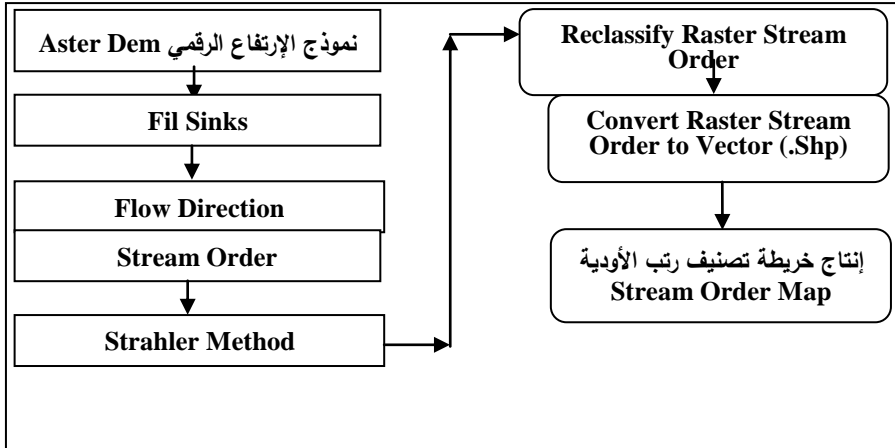 نموذج الإرتفاع الرقمي Aster Dem
Fil Sinks
Flow Direction
Stream Order
Strahler Method
Reclassify Raster Stream
Order
Convert Raster Stream
Order to Vector (.Shp)
إنتاج خريطة تصنيف رتب الأودية
Stream Order Map